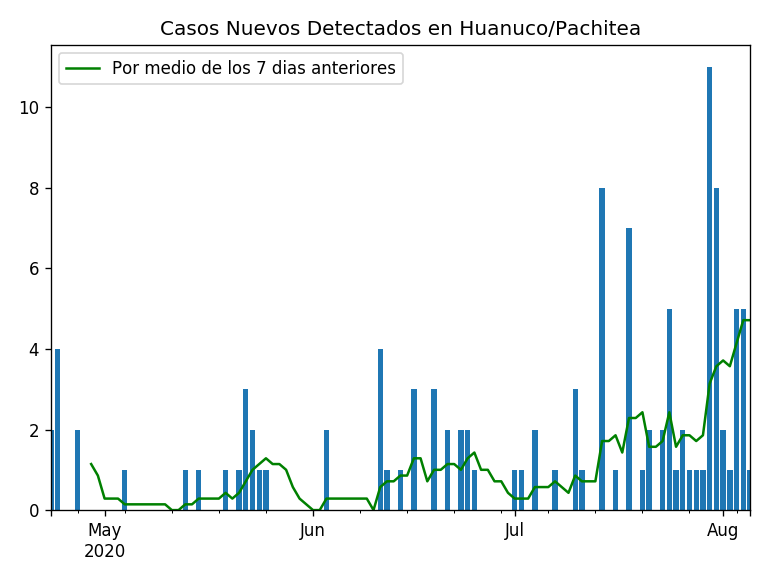 Casos Nuevos Detectados en Huanuco/Pachitea
Por medio de los 7 dias anteriores
10
8
6
4
2
0
May
2020
Jun
Jul
Aug